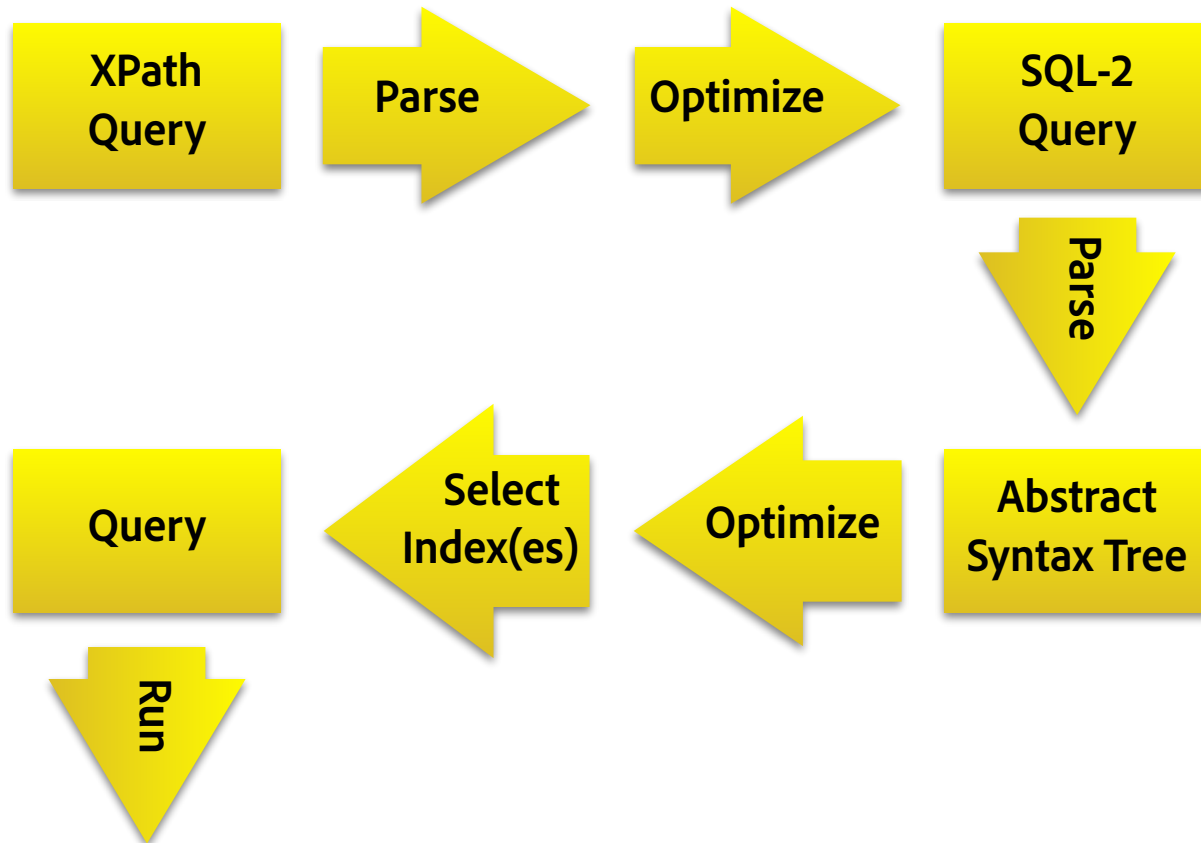 XPath
Query
Parse
Optimize
SQL-2
Query
Parse
Abstract
Syntax Tree
Optimize
Select
Index(es)
Query
Run